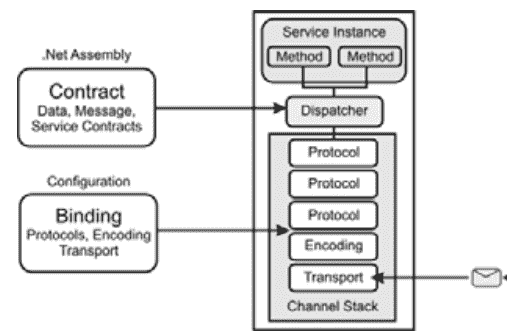 .Net Assembly
Contract
Data, Message,
Service Contracts
Configuration
Binding
Protocols, Encoding
Transport
Service Instance
Method Method
Dispatcher
Protocol
Protocol
Protocol
Encoding
Transport
Channel Stack